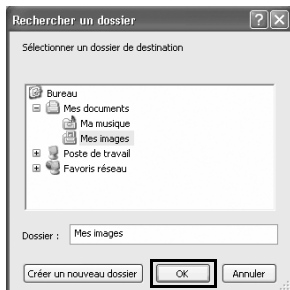 Rechercher un dossier
Sélectionner un dossier de destination
Bureau
Mes documents
Ma musique
Mes images
Poste de travail
Favoris réseau
Dossier : Mes images
Créer un nouveau dossier OK Annuler